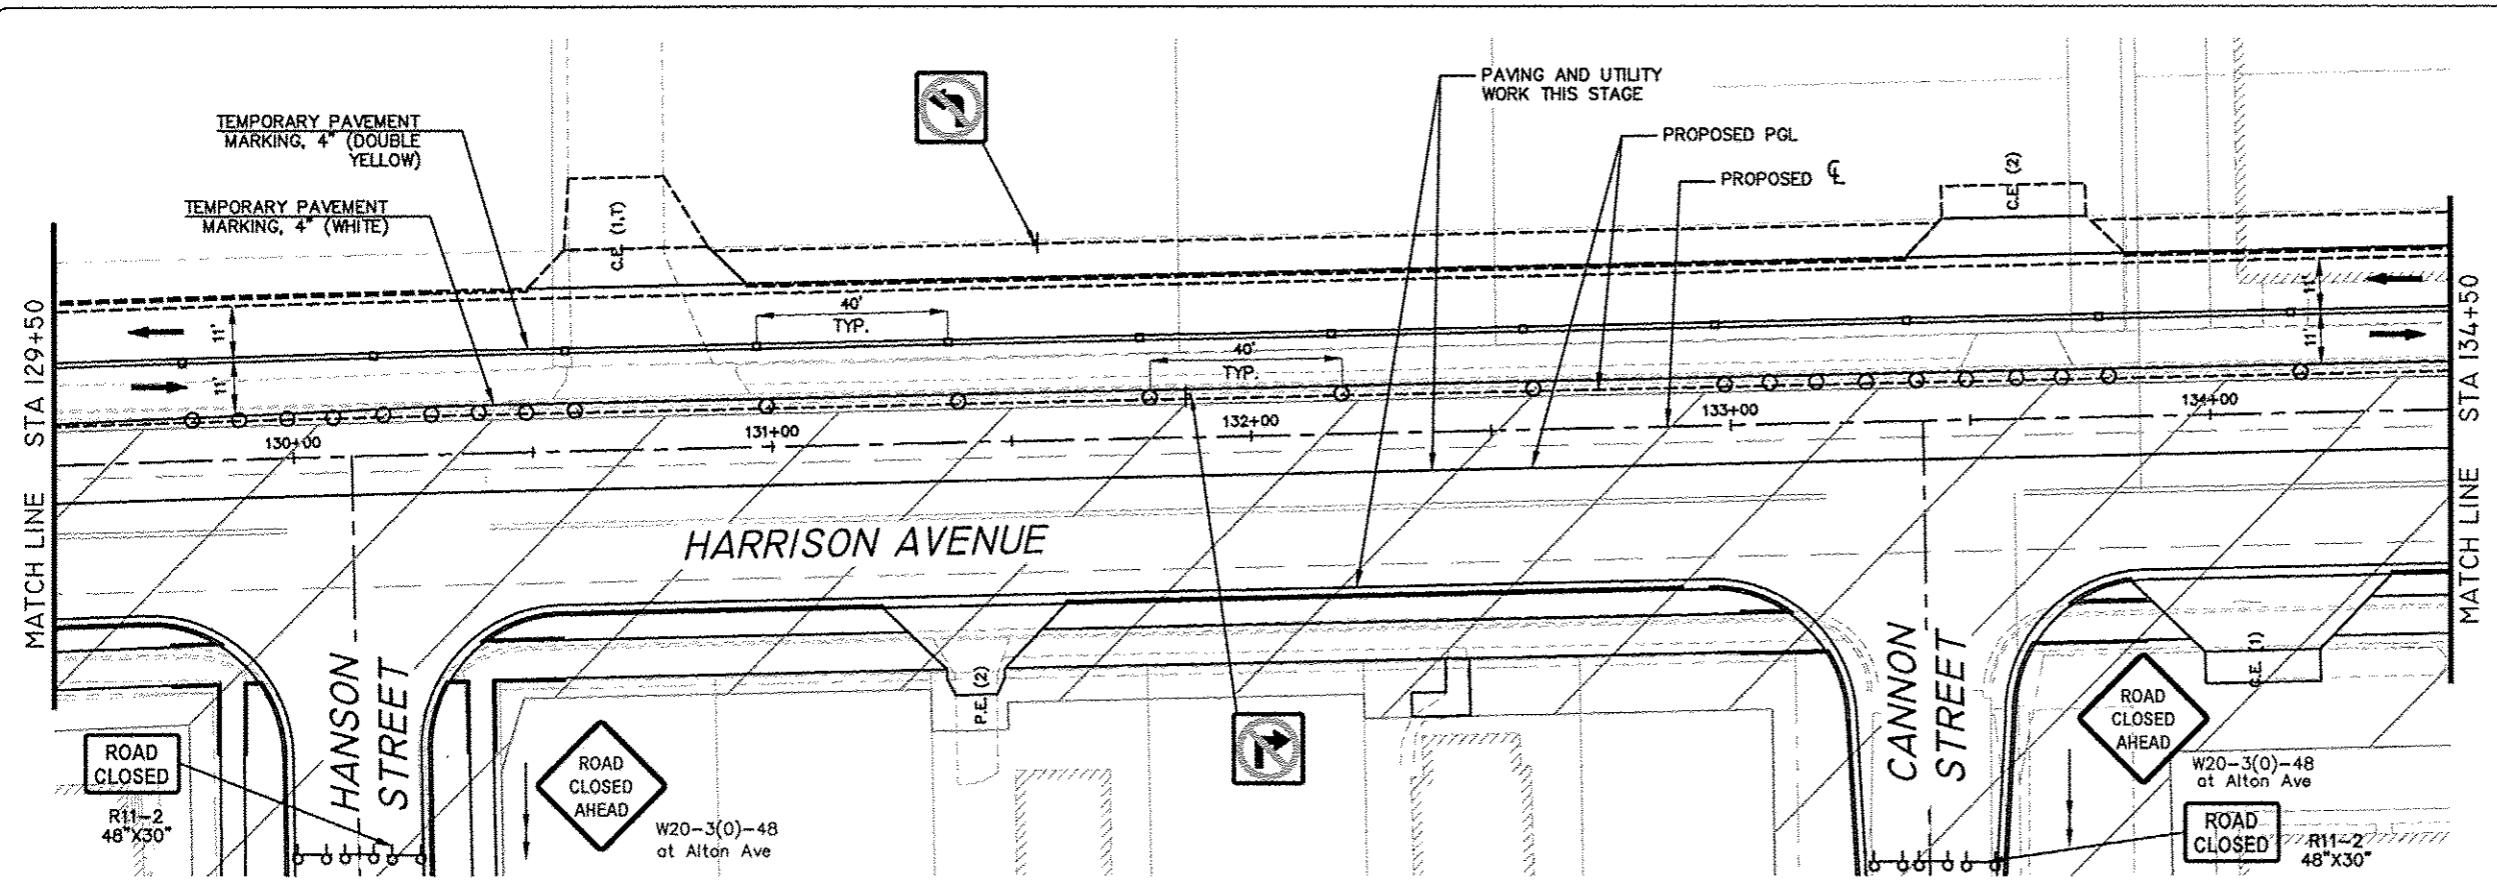 PAVING AND UTILITY
WORK THIS STAGE
TEMPORARY PAVEMENT
MARKING, 4" (DOUBLE
YELLOW)
PROPOSED PGL
PROPOSED ℄
C.E. (2)
TEMPORARY PAVEMENT
MARKING, 4" (WHITE)
C.E. (1,T)
11'
11'
40'
TYP.
40'
TYP.
11'
11'
MATCH LINE STA 129+50
MATCH LINE STA 134+50
130+00
131+00
132+00
133+00
134+00
HARRISON AVENUE
HANSON
STREET
P.E. (2)
CANNON
STREET
C.E. (1)
ROAD
CLOSED
R11-2
48"X30"
ROAD
CLOSED
AHEAD
W20-3(0)-48
at Alton Ave
ROAD
CLOSED
AHEAD
W20-3(0)-48
at Alton Ave
ROAD
CLOSED
R11-2
48"X30"